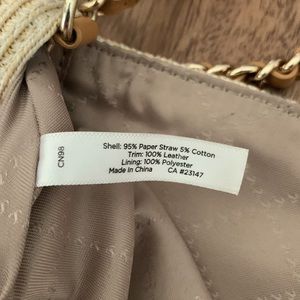 Shell: 95% Paper Straw 5% Cotton
Trim: 100% Leather
Lining: 100% Polyester
Made in China CA #23147
CN98